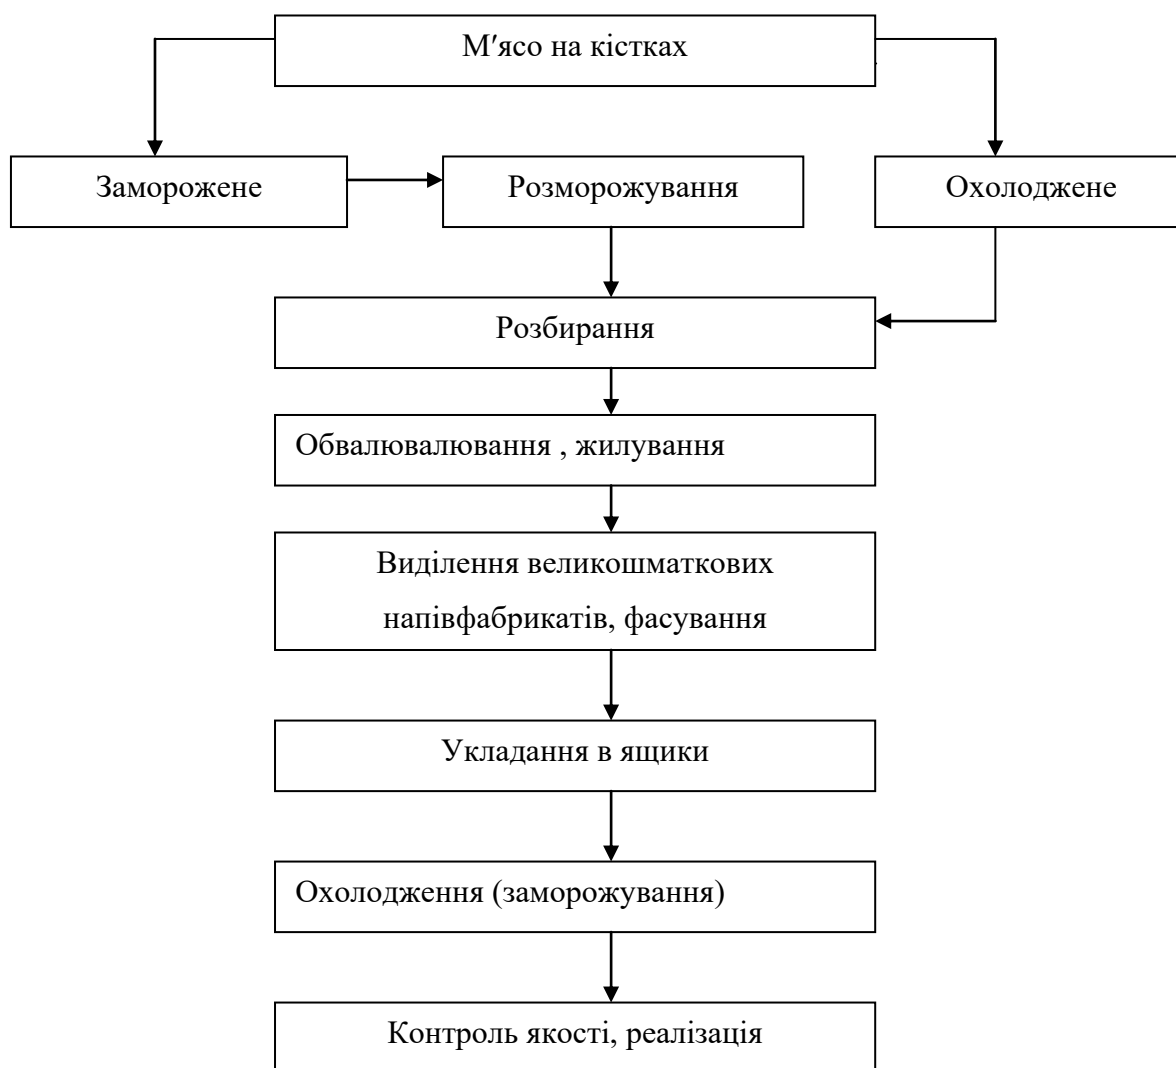 М′ясо на кістках
Заморожене
Розморожування
Охолоджене
Розбирання
Обвалювалювання , жилування
Виділення великошматкових
напівфабрикатів, фасування
Укладання в ящики
Охолодження (заморожування)
Контроль якості, реалізація